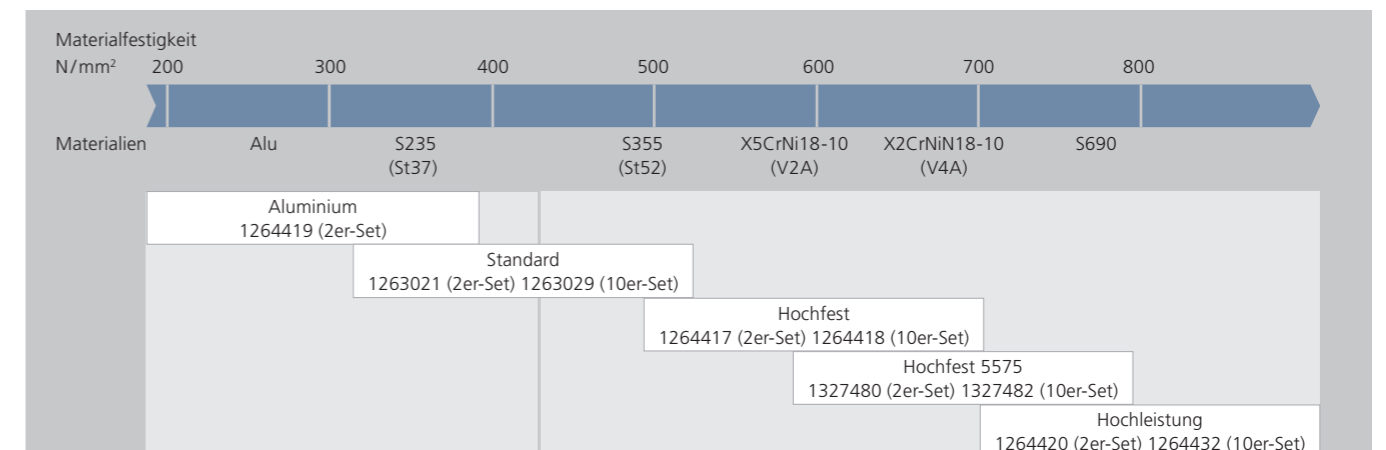 Materialfestigkeit
N/mm² 200 300 400 500 600 700 800
Materialien Alu S235 S355 X5CrNi18-10 X2CrNiN18-10 S690
(St37) (St52) (V2A) (V4A)
Aluminium
1264419 (2er-Set)
Standard
1263021 (2er-Set) 1263029 (10er-Set)
Hochfest
1264417 (2er-Set) 1264418 (10er-Set)
Hochfest 5575
1327480 (2er-Set) 1327482 (10er-Set)
Hochleistung
1264420 (2er-Set) 1264432 (10er-Set)